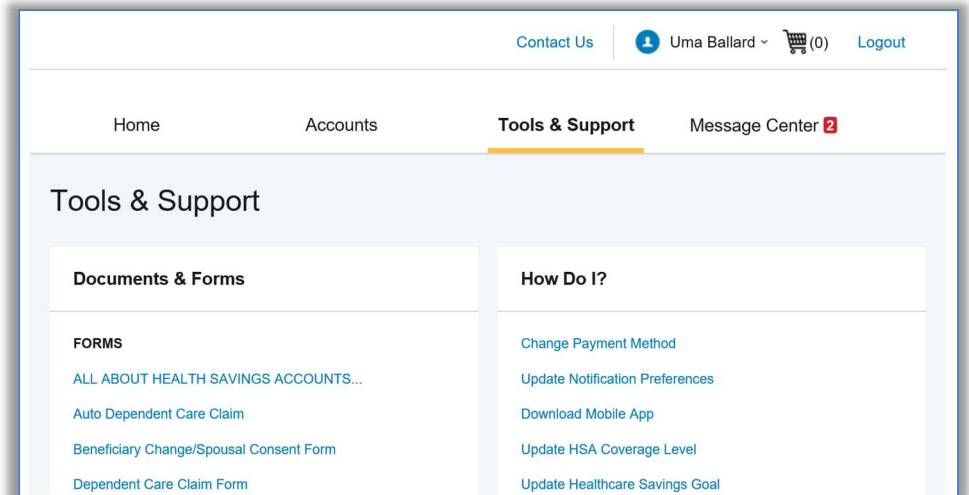 Contact Us Uma Ballard (0) Logout
Home Accounts Tools & Support Message Center 2
Tools & Support
Documents & Forms
FORMS
ALL ABOUT HEALTH SAVINGS ACCOUNTS...
Auto Dependent Care Claim
Beneficiary Change/Spousal Consent Form
Dependent Care Claim Form
How Do I?
Change Payment Method
Update Notification Preferences
Download Mobile App
Update HSA Coverage Level
Update Healthcare Savings Goal